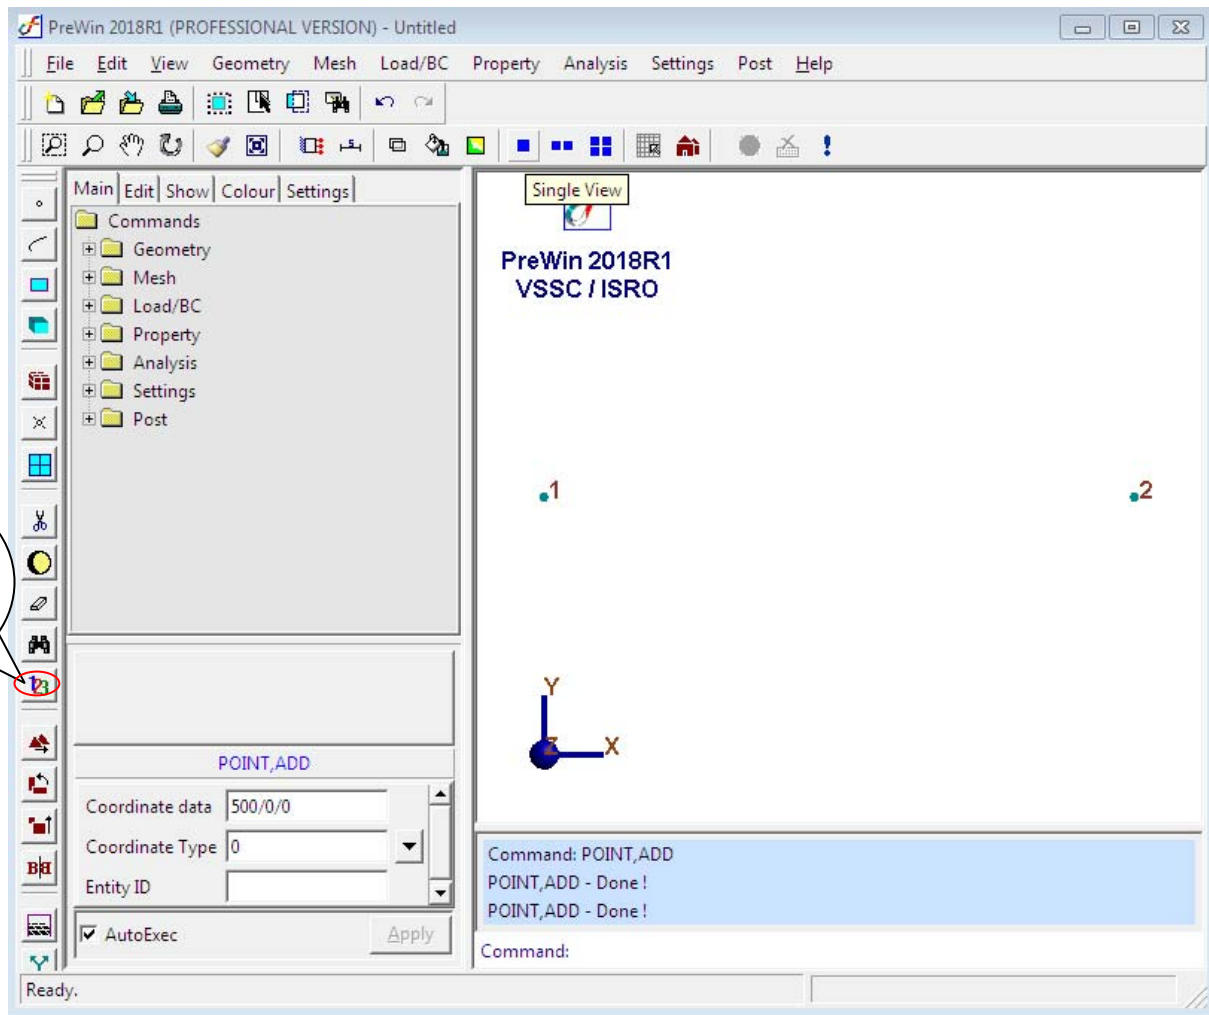 PreWin 2018R1 (PROFESSIONAL VERSION) - Untitled
File Edit View Geometry Mesh Load/BC Property Analysis Settings Post Help
Main Edit Show Colour Settings
Commands
Geometry
Mesh
Load/BC
Property
Analysis
Settings
Post
Single View
PreWin 2018R1
VSSC / ISRO
1
2
Y
Z
X
123
B B
POINT,ADD
Coordinate data 500/0/0
Coordinate Type 0
Entity ID
AutoExec Apply
Command: POINT,ADD
POINT,ADD - Done !
POINT,ADD - Done !
Command:
Ready.